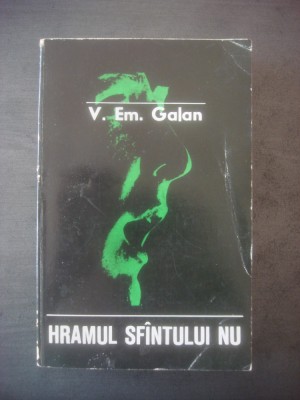 V. Em. Galan
HRAMUL SFÎNTULUI NU